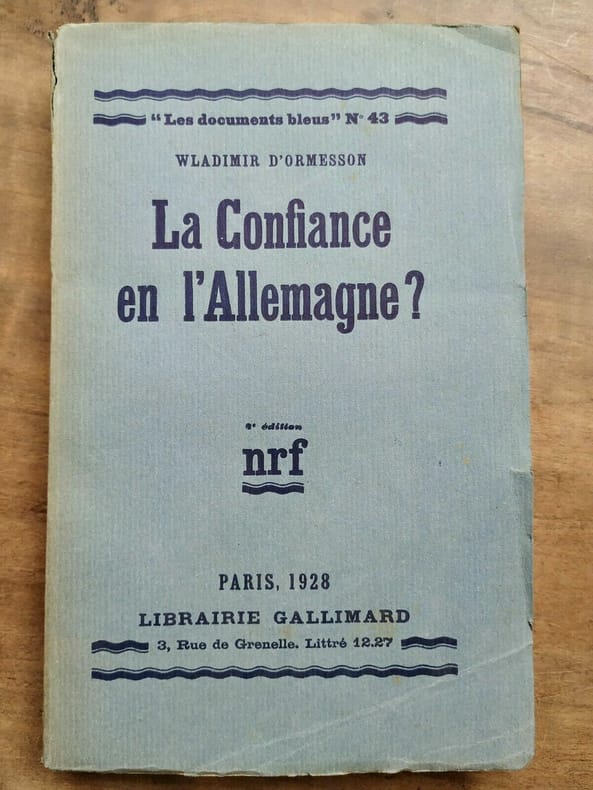 "Les documents bleus" N° 43
WLADIMIR D'ORMESSON
La Confiance
en l'Allemagne?
édition
nrf
PARIS, 1928
LIBRAIRIE GALLIMARD
3, Rue de Grenelle. Littré 12.27